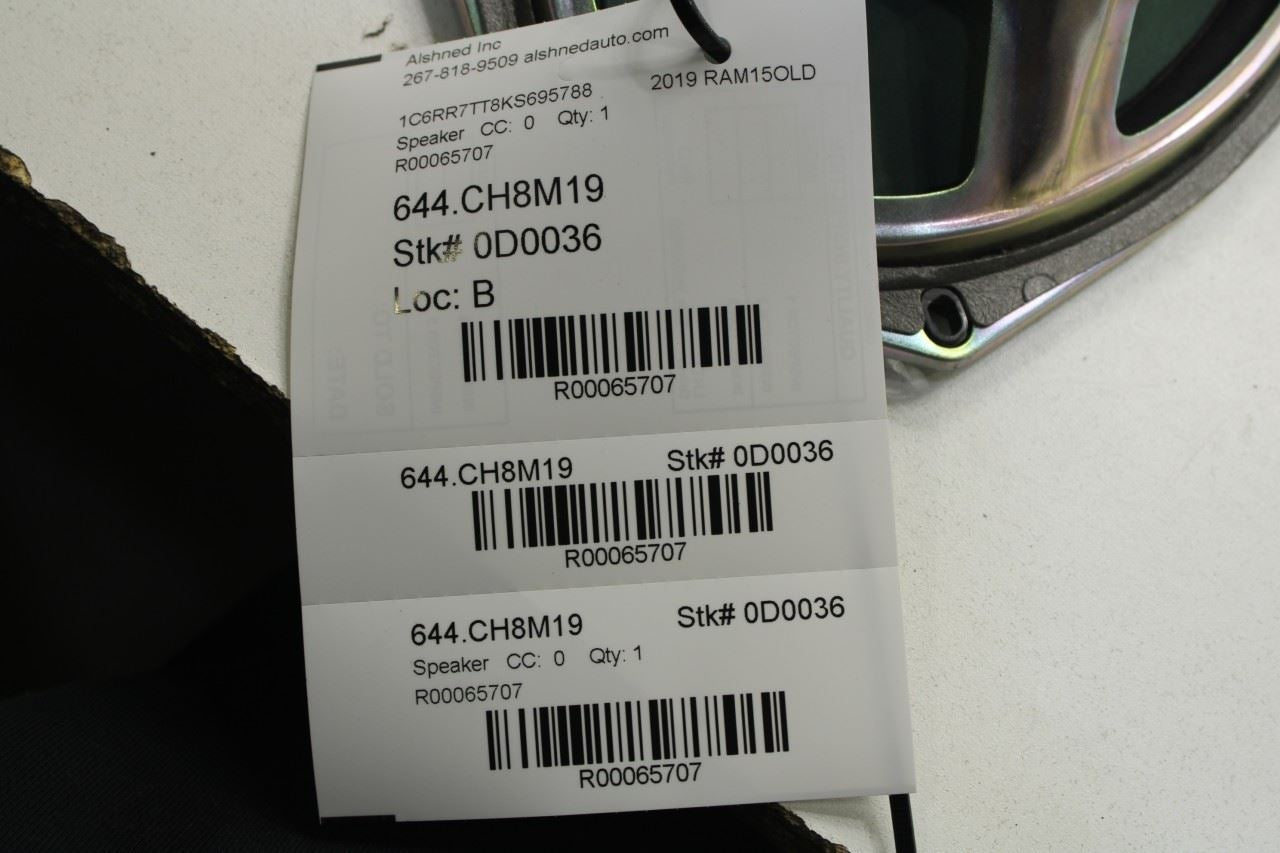 Alshned Inc
267-818-9509 alshnedauto.com
1C6RR7TT8KS695788 2019 RAM15OLD
Speaker CC: 0 Qty: 1
R00065707
644.CH8M19
Stk# 0D0036
Loc: B
R00065707
644.CH8M19 Stk# 0D0036
R00065707
644.CH8M19 Stk# 0D0036
Speaker CC: 0 Qty: 1
R00065707
R00065707